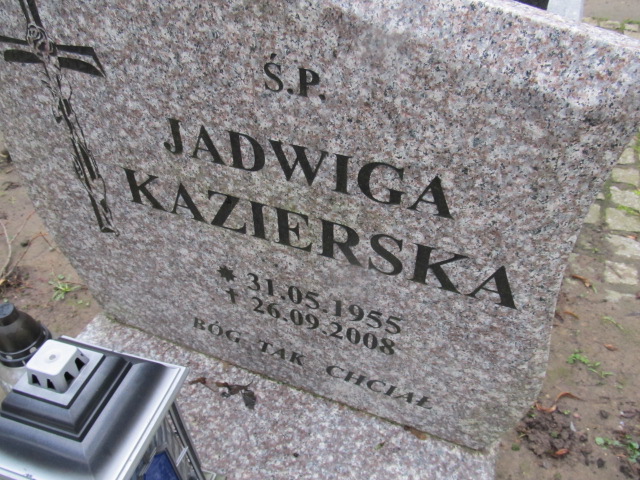 Ś.P.
JADWIGA
KAZIERSKA
* 31.05.1955
† 26.09.2008
BÓG TAK CHCIAŁ